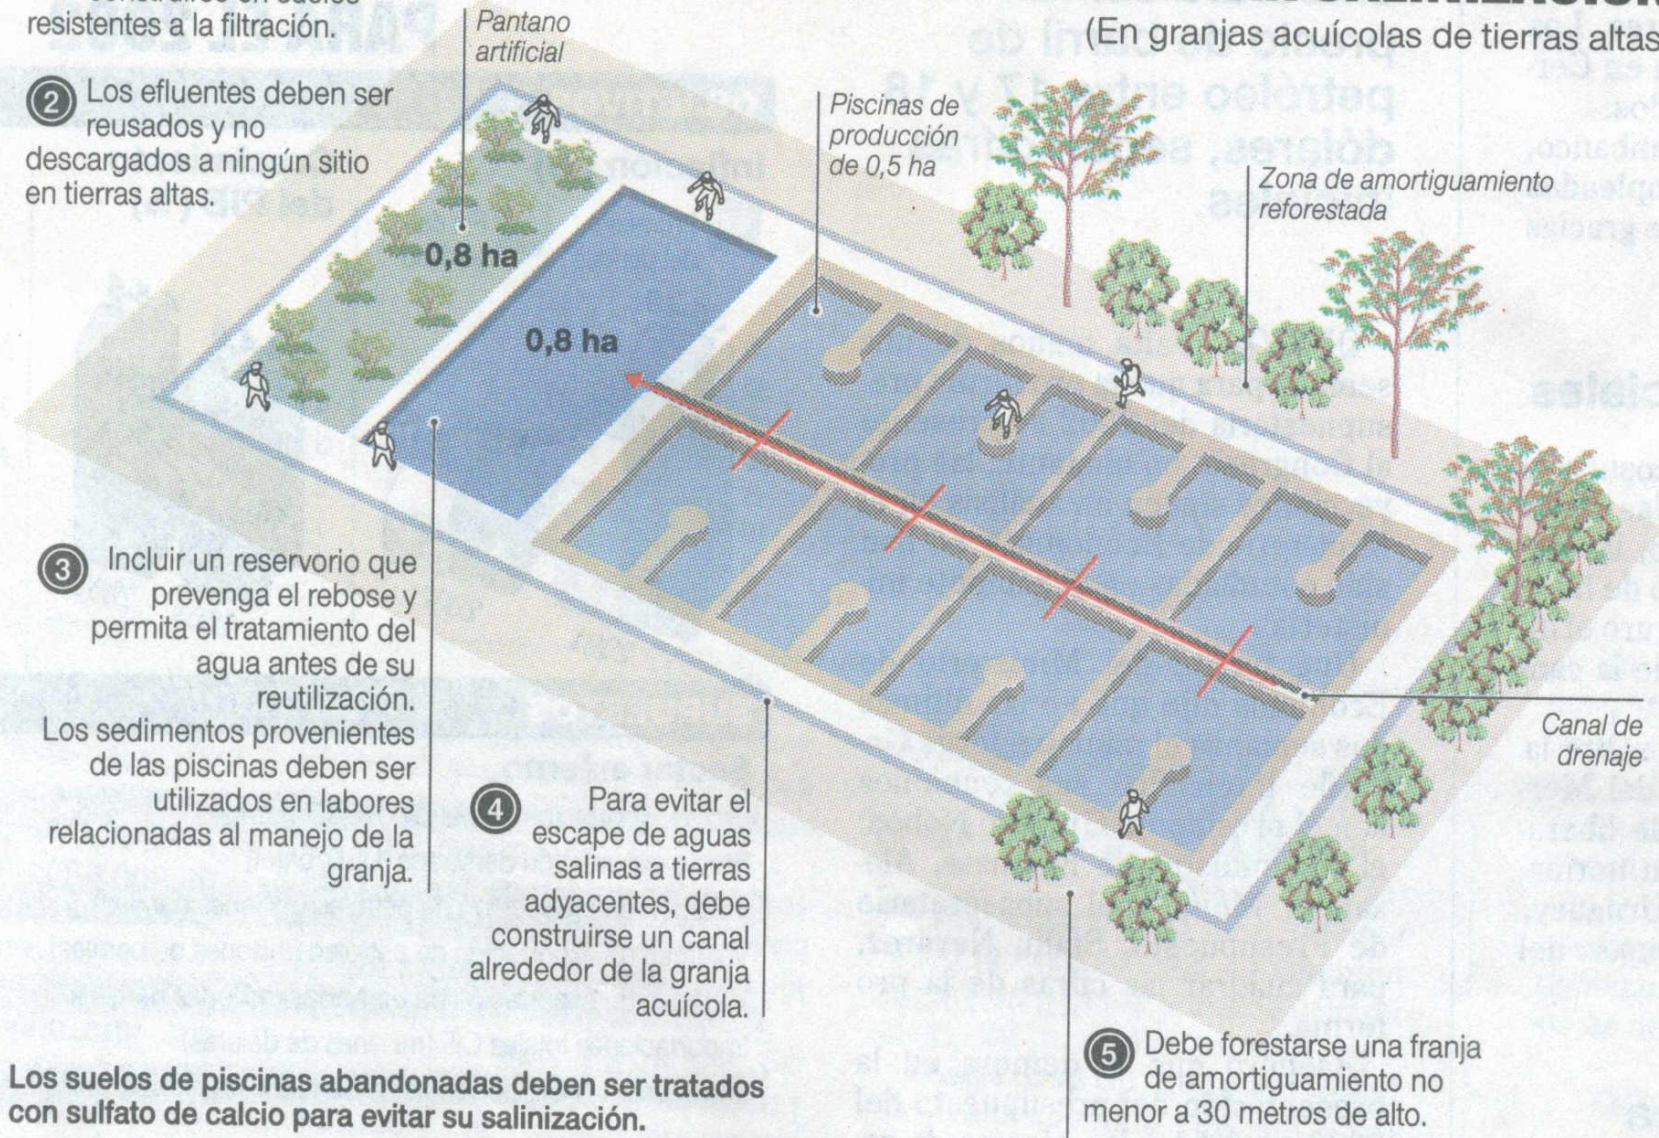 resistentes a la filtración.
(En granjas acuícolas de tierras altas
2 Los efluentes deben ser
reusados y no
descargados a ningún sitio
en tierras altas.
Pantano
artificial
Piscinas de
producción
de 0,5 ha
Zona de amortiguamiento
reforestada
0,8 ha
0,8 ha
3 Incluir un reservorio que
prevenga el rebose y
permita el tratamiento del
agua antes de su
reutilización.
Los sedimentos provenientes
de las piscinas deben ser
utilizados en labores
relacionadas al manejo de la
granja.
4 Para evitar el
escape de aguas
salinas a tierras
adyacentes, debe
construirse un canal
alrededor de la granja
acuícola.
Canal de
drenaje
5 Debe forestarse una franja
de amortiguamiento no
menor a 30 metros de alto.
Los suelos de piscinas abandonadas deben ser tratados
con sulfato de calcio para evitar su salinización.